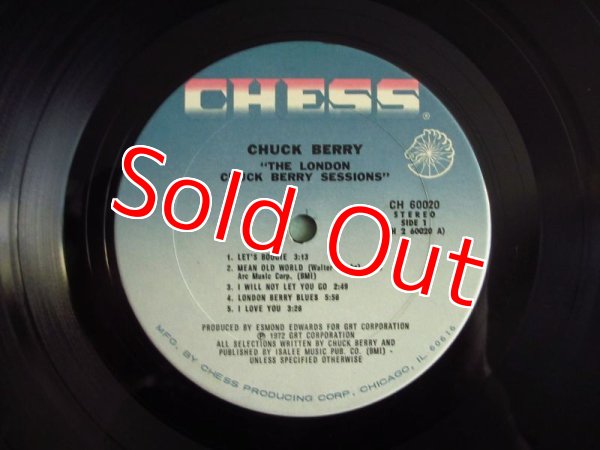 CHESS
®
CHUCK BERRY
"THE LONDON
CHUCK BERRY SESSIONS"
CH 60020
STEREO
SIDE 1
2 60020 A)
Sold Out
1. LET'S BOOGIE 3:13
2. MEAN OLD WORLD (Walter
Arc Music Corp. (BMI)
3. I WILL NOT LET YOU GO 2:49
4. LONDON BERRY BLUES 5:56
5. I LOVE YOU 3:26
PRODUCED BY ESMOND EDWARDS FOR GRT CORPORATION
Ⓟ 1972 GRT CORPORATION
ALL SELECTIONS WRITTEN BY CHUCK BERRY AND
PUBLISHED BY ISALEE MUSIC PUB. CO. (BMI) -
UNLESS SPECIFIED OTHERWISE
MFG. BY CHESS PRODUCING CORP., CHICAGO, IL 60616